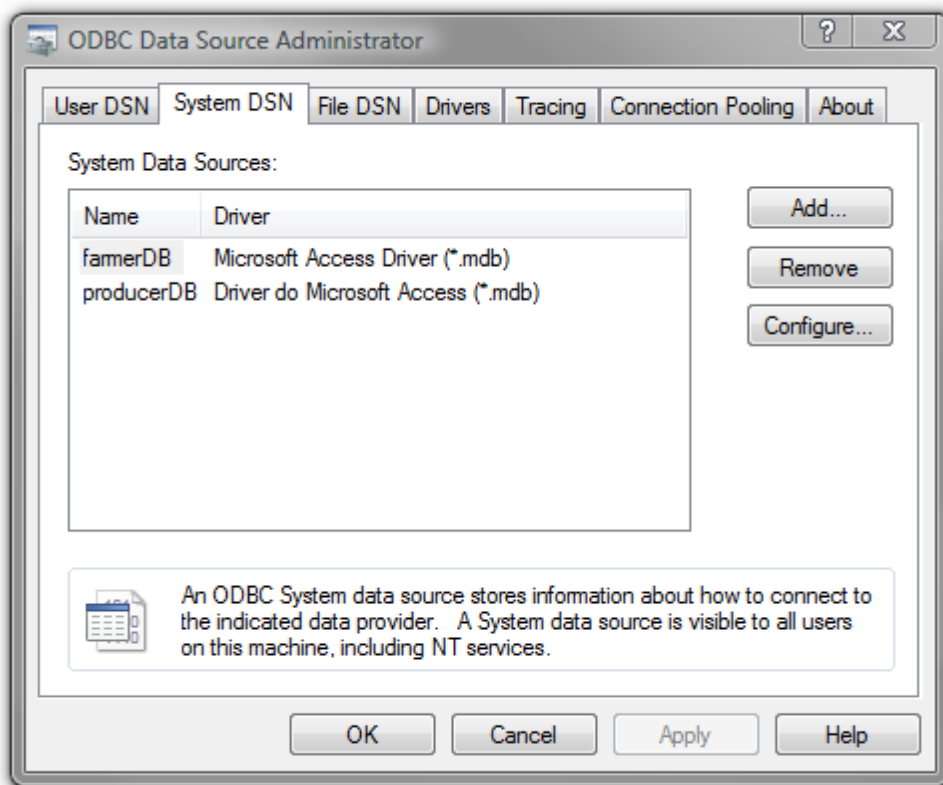 ODBC Data Source Administrator
User DSN System DSN File DSN Drivers Tracing Connection Pooling About
System Data Sources:
Name Driver
farmerDB Microsoft Access Driver (*.mdb)
producerDB Driver do Microsoft Access (*.mdb)
Add...
Remove
Configure...
An ODBC System data source stores information about how to connect to
the indicated data provider. A System data source is visible to all users
on this machine, including NT services.
OK Cancel Apply Help